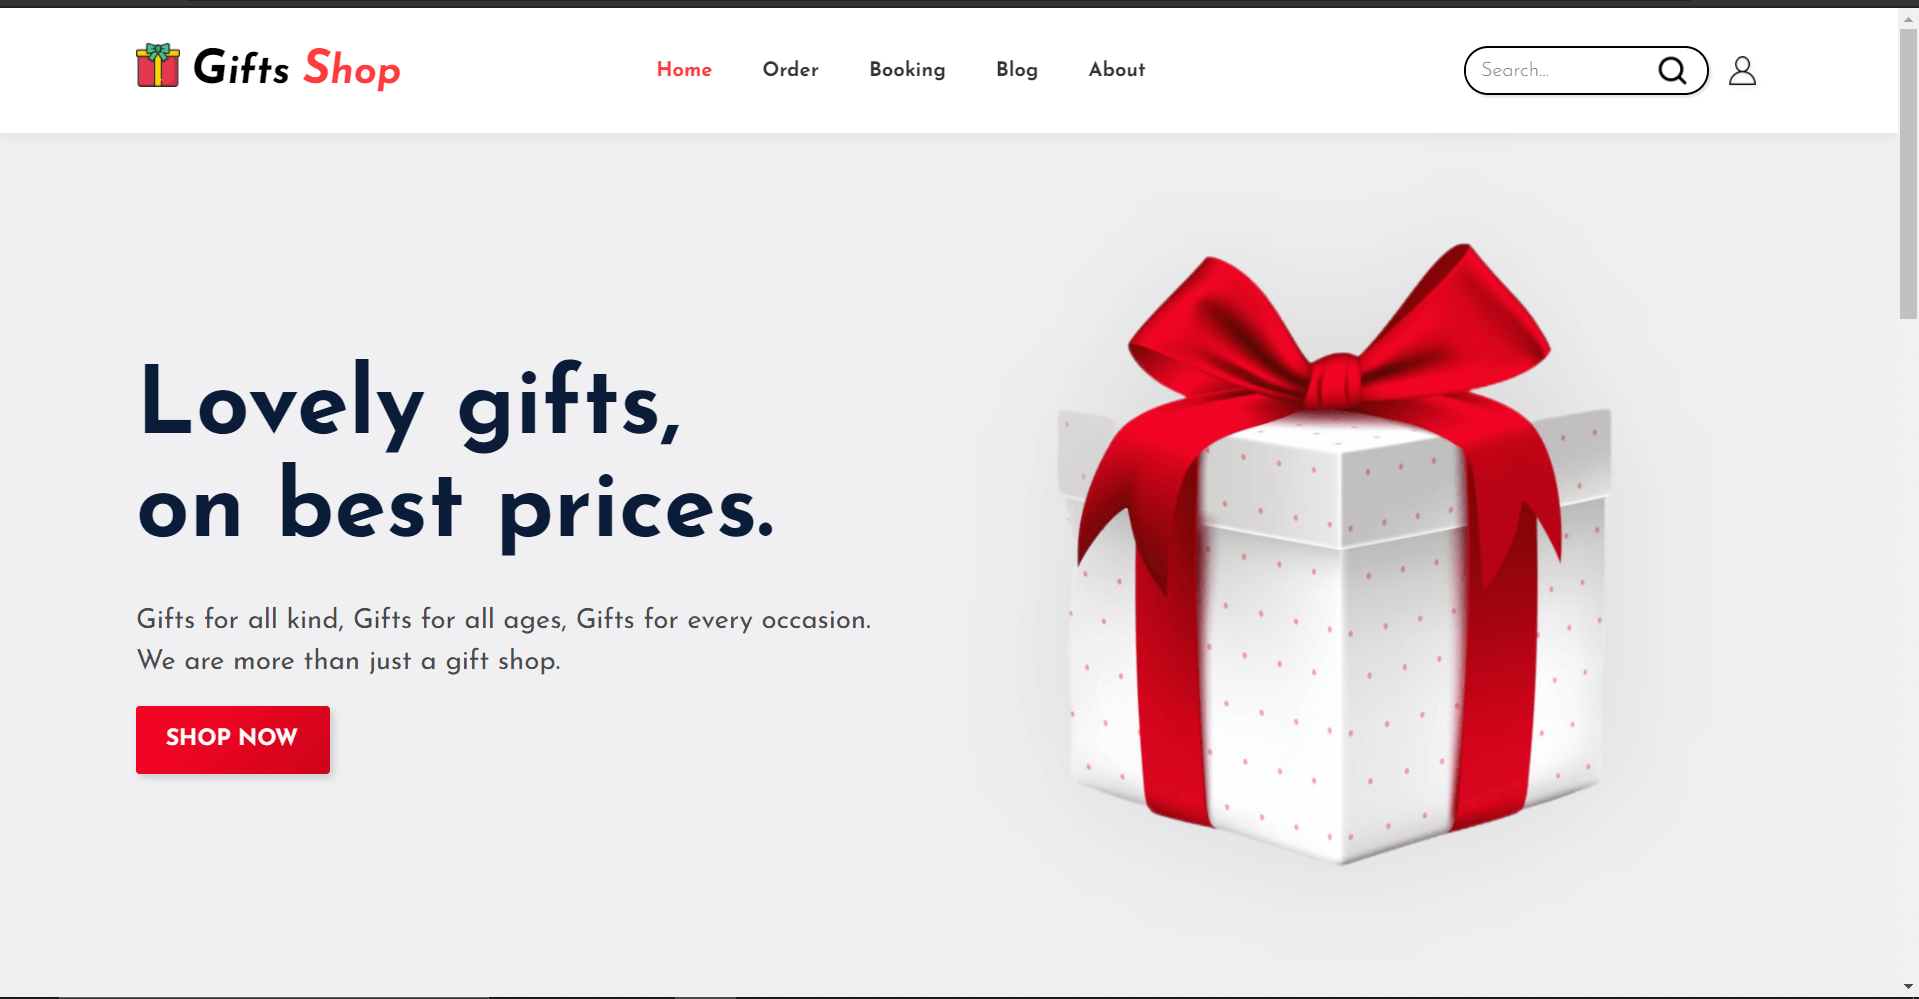 Gifts Shop
Home
Order
Booking
Blog
About
Search...
Lovely gifts,
on best prices.
Gifts for all kind, Gifts for all ages, Gifts for every occasion.
We are more than just a gift shop.
SHOP NOW